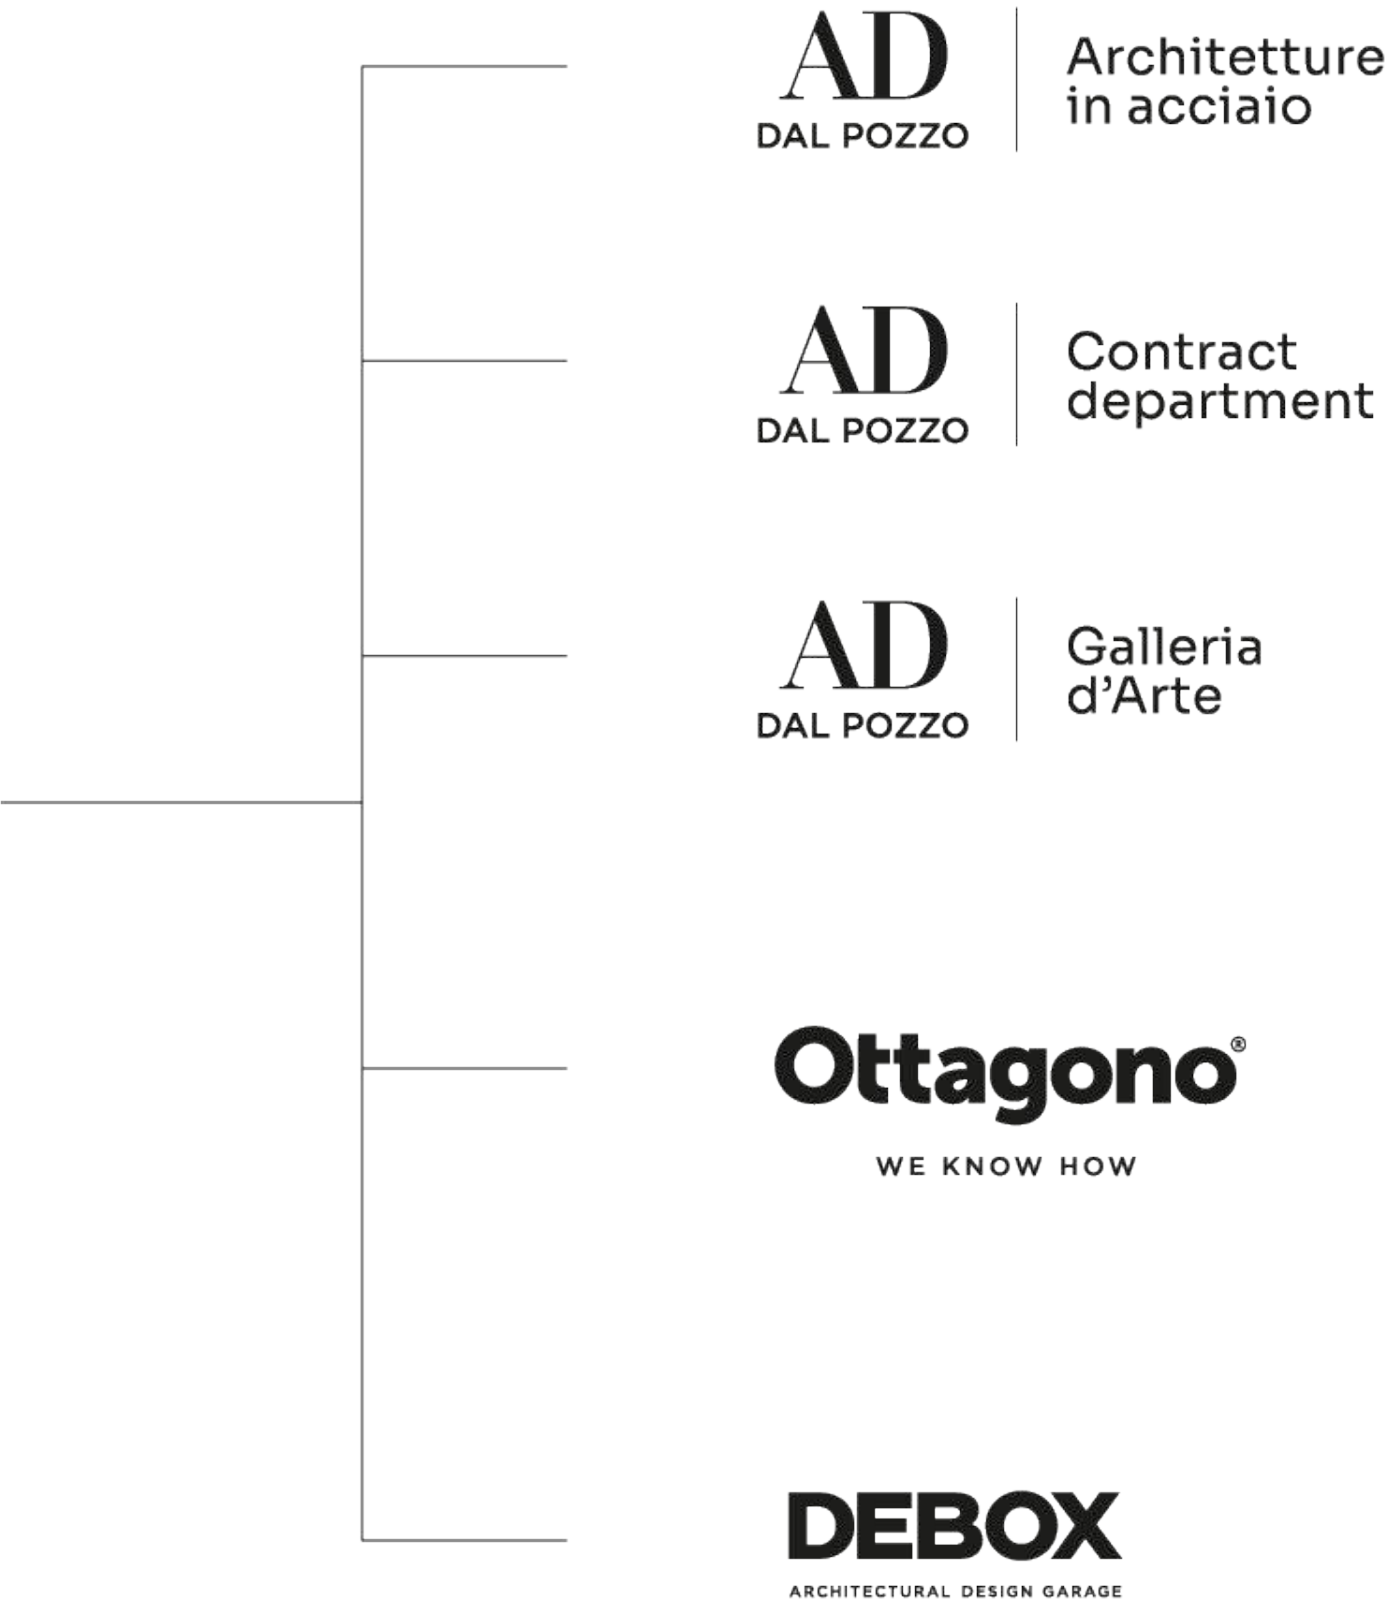 AD
DAL POZZO
Architetture
in acciaio
AD
DAL POZZO
Contract
department
AD
DAL POZZO
Galleria
d’Arte
Ottagono®
WE KNOW HOW
DEBOX
ARCHITECTURAL DESIGN GARAGE